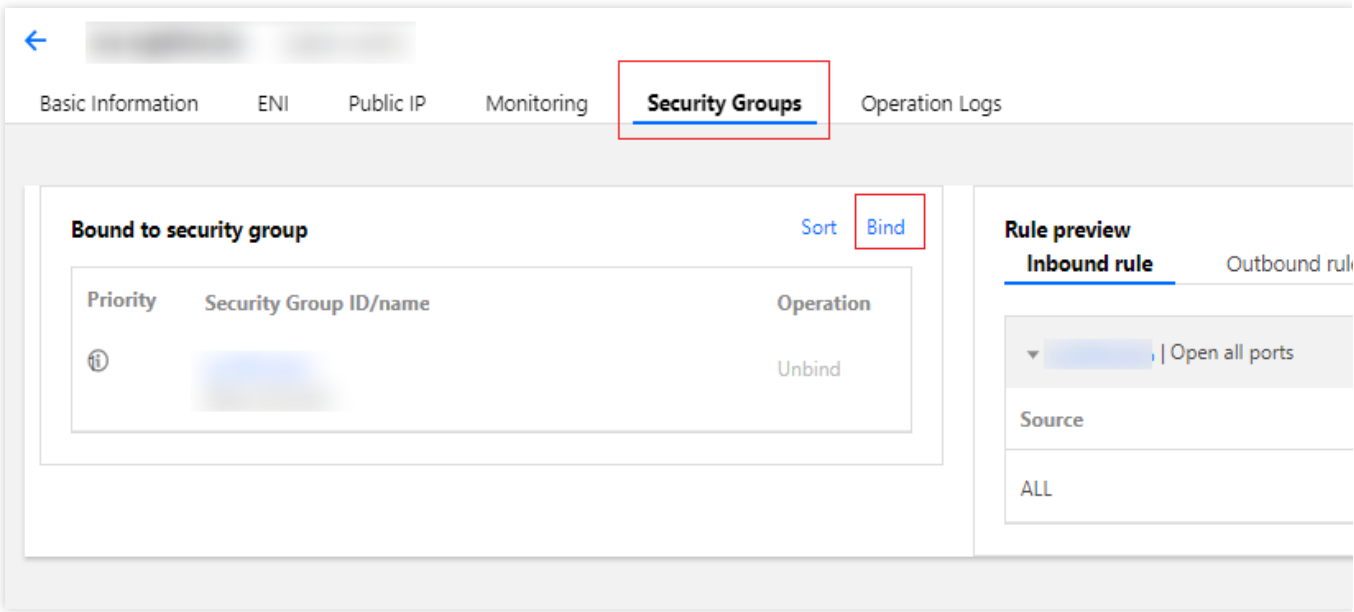 Basic Information ENI Public IP Monitoring Security Groups Operation Logs
Bound to security group Sort Bind
Priority Security Group ID/name Operation
Unbind
Rule preview
Inbound rule Outbound rule
| Open all ports
Source
ALL